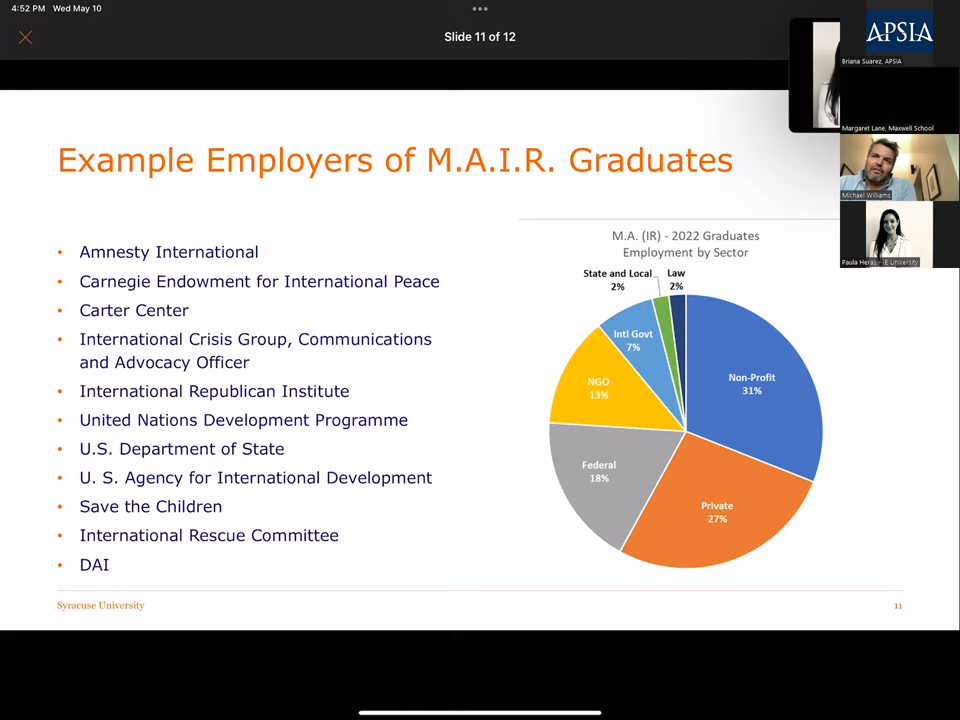 4:52 PM Wed May 10
Slide 11 of 12
APSIA
Briana Suarez, APSIA
Margaret Lane, Maxwell School
Michael Williams
Paula Heras - IE University
Example Employers of M.A.I.R. Graduates
• Amnesty International
• Carnegie Endowment for International Peace
• Carter Center
• International Crisis Group, Communications
and Advocacy Officer
• International Republican Institute
• United Nations Development Programme
• U.S. Department of State
• U. S. Agency for International Development
• Save the Children
• International Rescue Committee
• DAI
M.A. (IR) - 2022 Graduates
Employment by Sector
State and Local
2%
Law
2%
Intl Govt
7%
NGO
13%
Non-Profit
31%
Federal
18%
Private
27%
Syracuse University
11